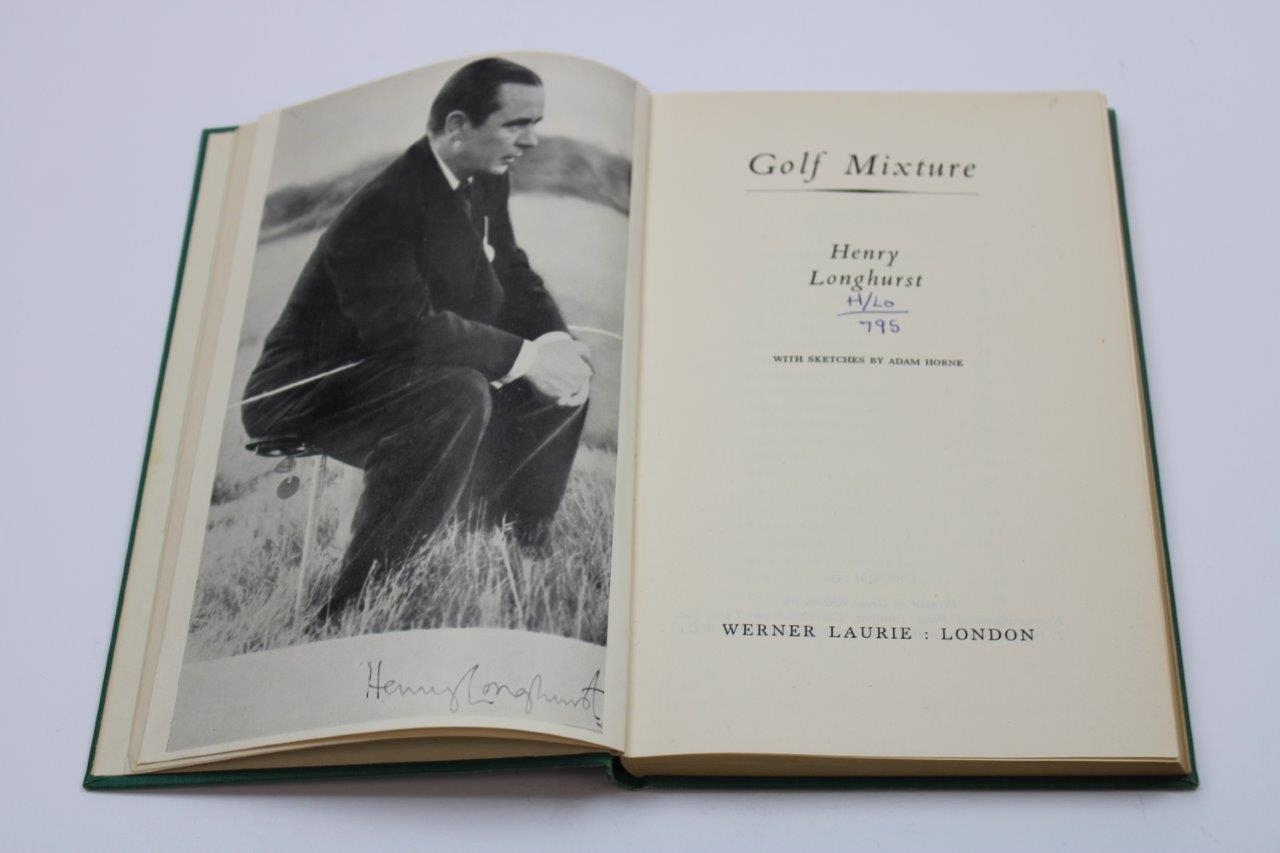 Henry Longhurst
Golf Mixture
Henry
Longhurst
H/Lo
795
WITH SKETCHES BY ADAM HORNE
WERNER LAURIE : LONDON